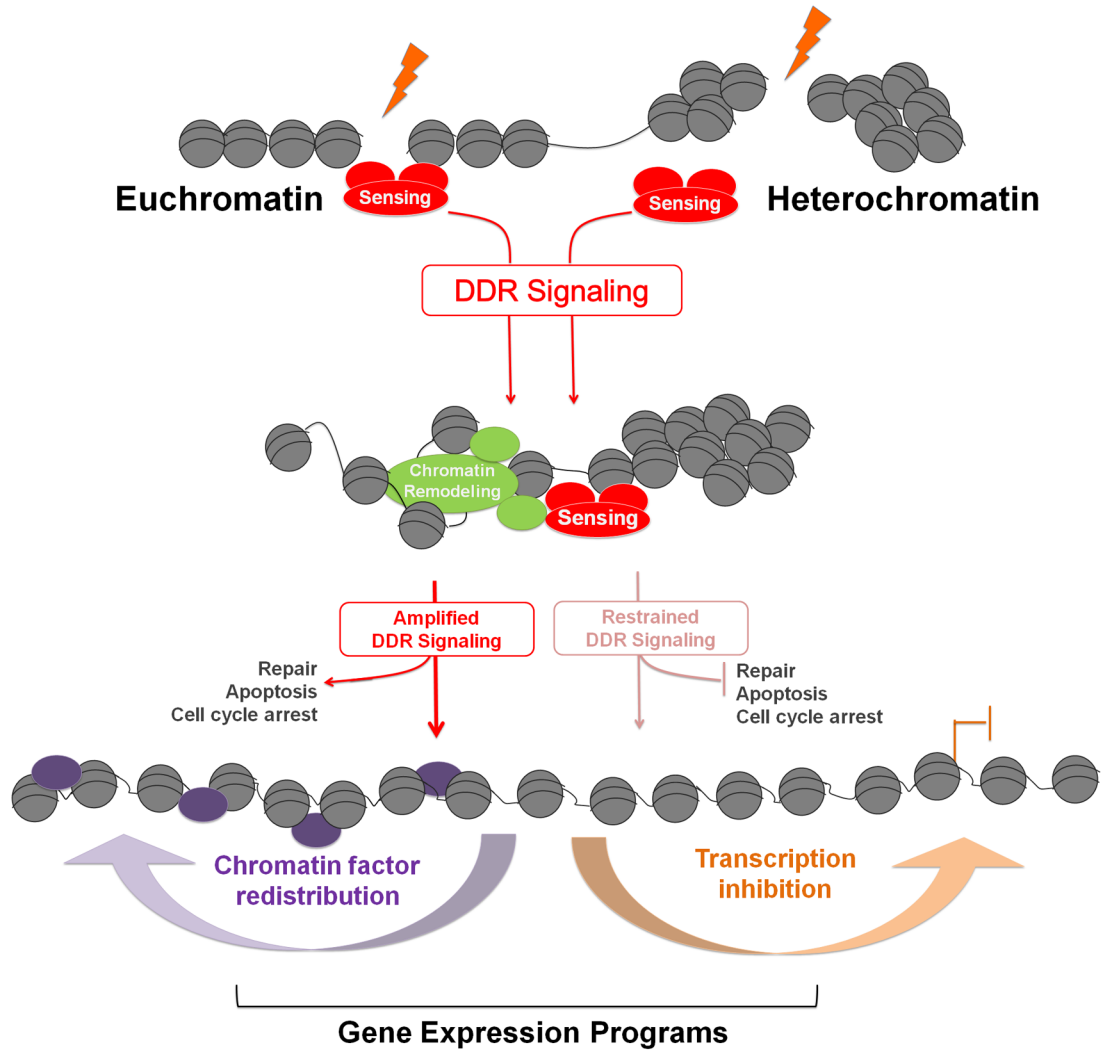 Euchromatin
Sensing
Sensing
Heterochromatin
DDR Signaling
Chromatin
Remodeling
Sensing
Amplified
DDR Signaling
Restrained
DDR Signaling
Repair
Apoptosis
Cell cycle arrest
Repair
Apoptosis
Cell cycle arrest
Chromatin factor
redistribution
Transcription
inhibition
Gene Expression Programs